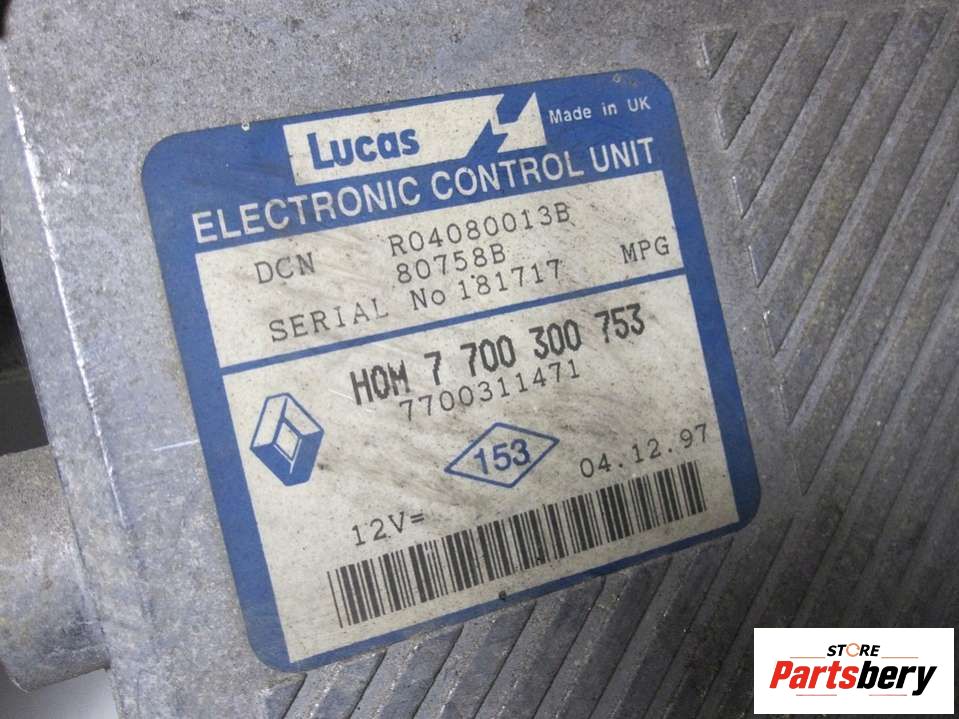 Lucas Made in UK
ELECTRONIC CONTROL UNIT
DCN R04080013B
80758B
SERIAL No 181717 MPG
HOM 7 700 300 753
7700311471
153
04.12.97
12V=
STORE
Partsbery